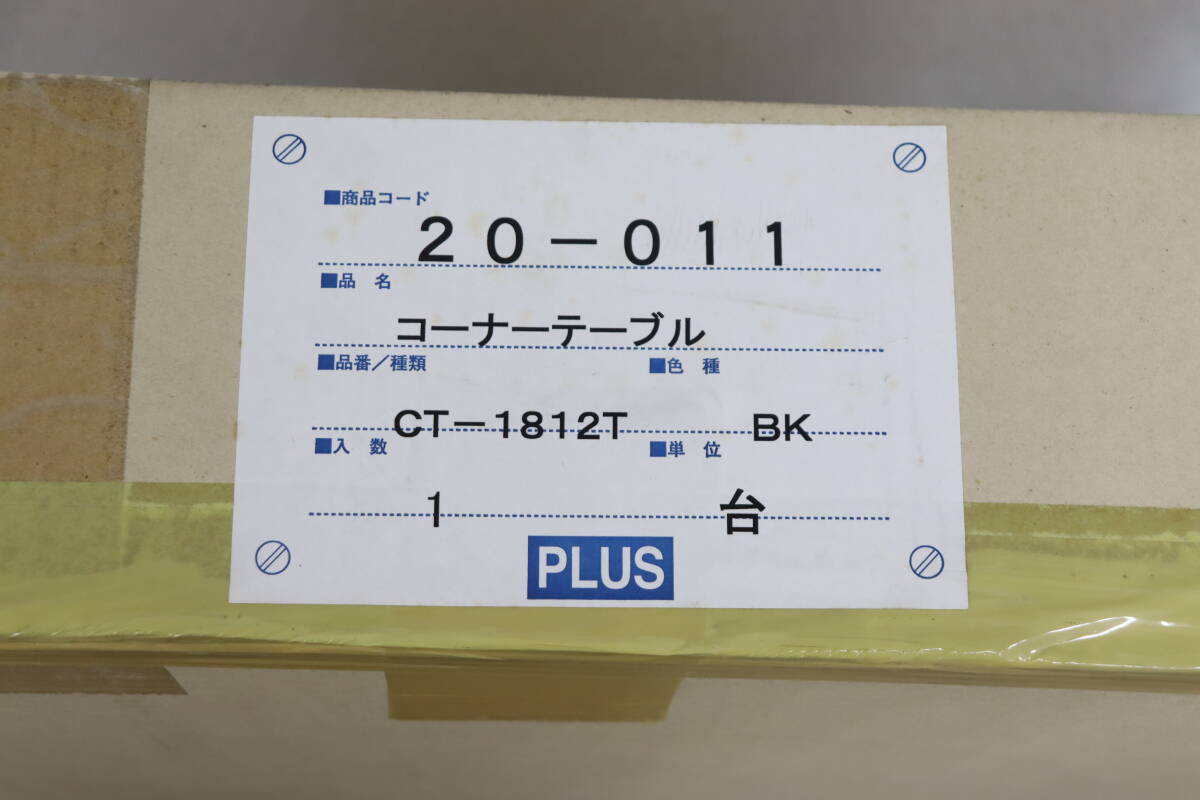 ■商品コード
20-011
■品 名
コーナーテーブル
■品番／種類 ■色 種
CT-1812T BK
■入 数 ■単 位
1 台
PLUS